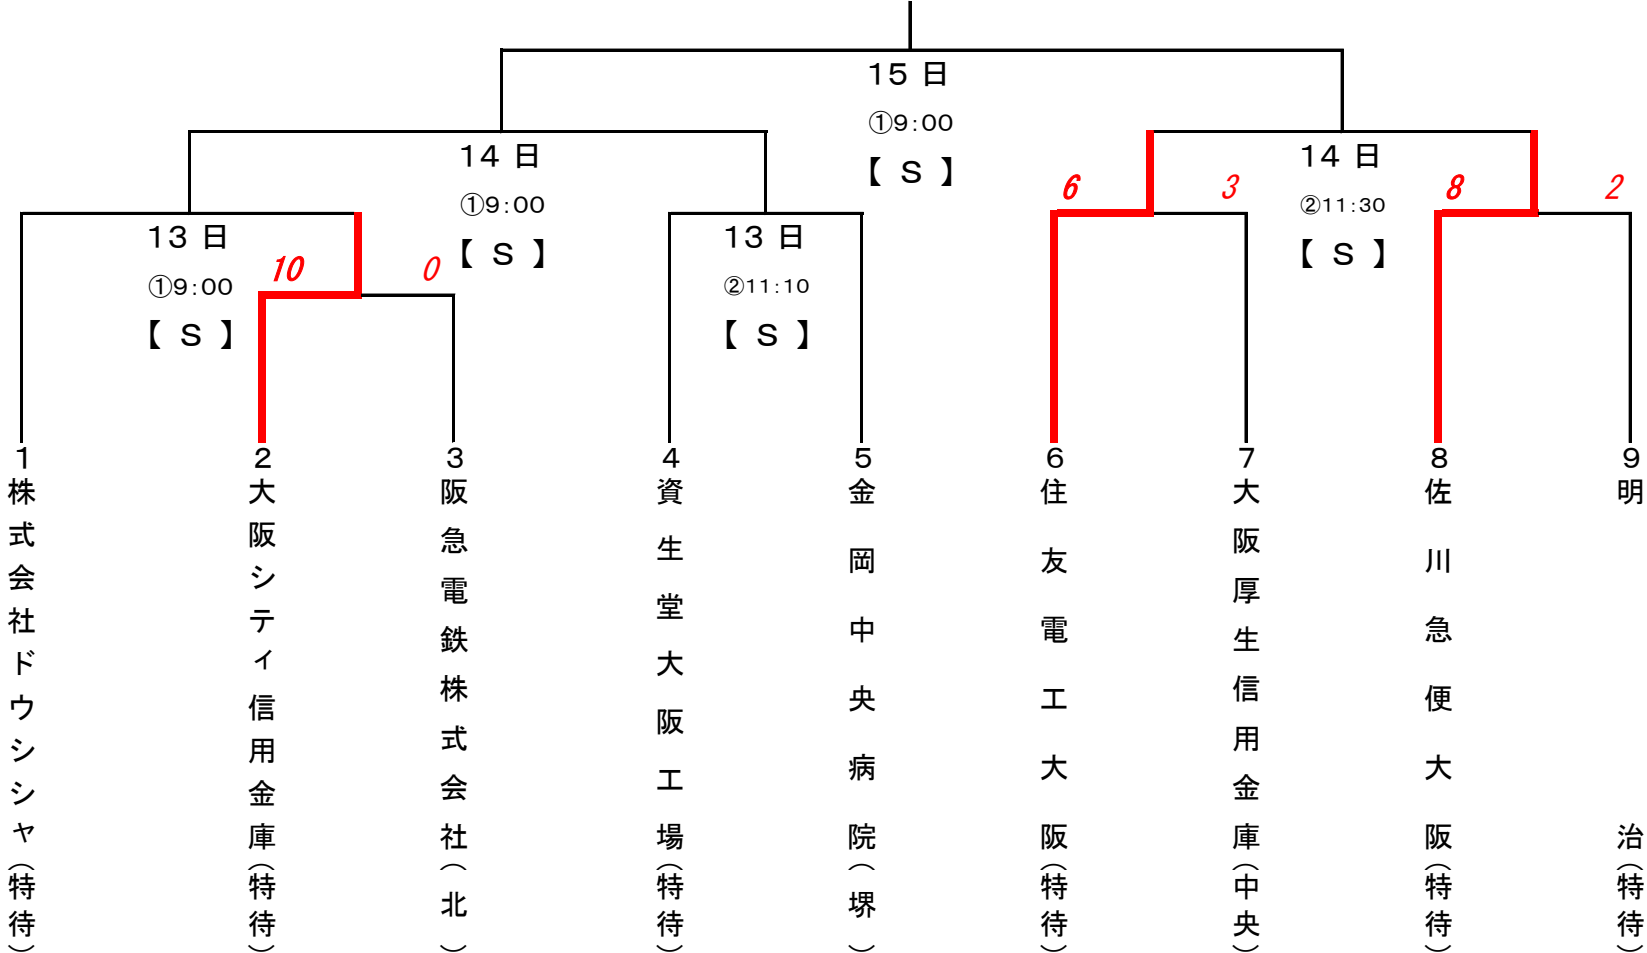 15 日
①9:00
【 S 】
14 日
①9:00
【 S 】
14 日
②11:30
【 S 】
6
3
8
2
13 日
①9:00
【 S 】
10
0
13 日
②11:10
【 S 】
1
株式会社ドウシシャ(特待)
2
大阪シティ信用金庫(特待)
3
阪急電鉄株式会社(北)
4
資生堂大阪工場(特待)
5
金岡中央病院(堺)
6
住友電工大阪(特待)
7
大阪厚生信用金庫(中央)
8
佐川急便大阪(特待)
9
明治(特待)